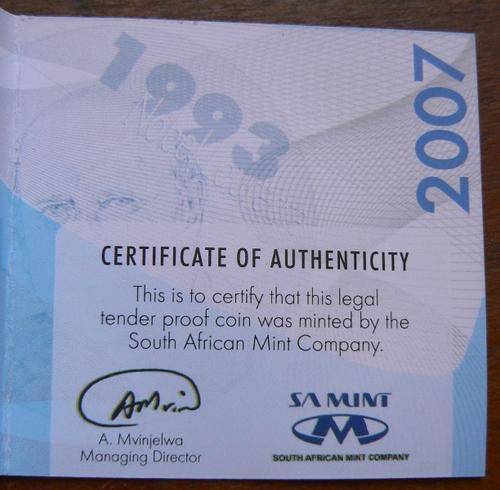 1993
2007
CERTIFICATE OF AUTHENTICITY
This is to certify that this legal
tender proof coin was minted by the
South African Mint Company.
A. Mvinjelwa
Managing Director
SA MINT
SOUTH AFRICAN MINT COMPANY